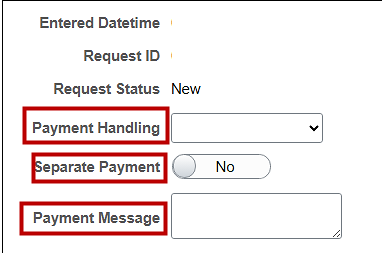 Entered Datetime
Request ID
Request Status New
Payment Handling
Separate Payment No
Payment Message